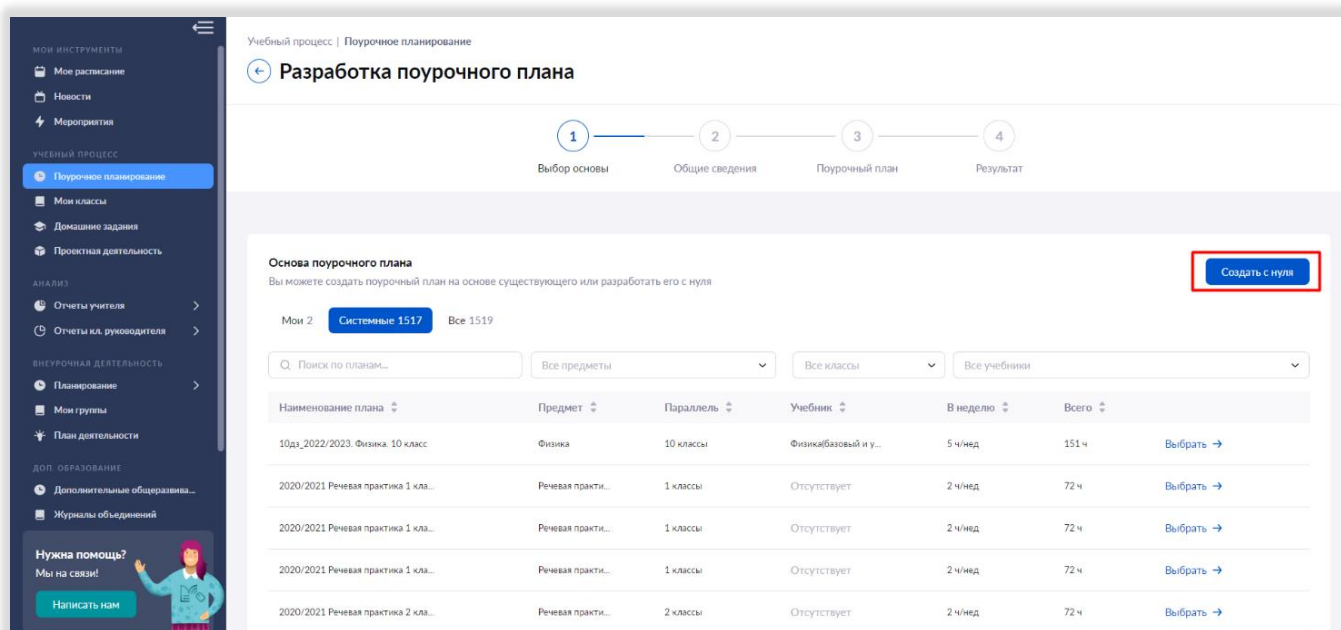 МОИ ИНСТРУМЕНТЫ
Мое расписание
Новости
Мероприятия
УЧЕБНЫЙ ПРОЦЕСС
Поурочное планирование
Мои классы
Домашние задания
Проектная деятельность
АНАЛИЗ
Отчеты учителя
Отчеты кл. руководителя
ВНЕУРОЧНАЯ ДЕЯТЕЛЬНОСТЬ
Планирование
Мои группы
План деятельности
ДОП. ОБРАЗОВАНИЕ
Дополнительные общеразвива...
Журналы объединений
Нужна помощь?
Мы на связи!
Написать нам
Учебный процесс | Поурочное планирование
Разработка поурочного плана
1 2 3 4
Выбор основы Общие сведения Поурочный план Результат
Основа поурочного плана
Вы можете создать поурочный план на основе существующего или разработать его с нуля
Создать с нуля
Мои 2 Системные 1517 Все 1519
Поиск по планам... Все предметы Все классы Все учебники
Наименование плана Предмет Параллель Учебник В неделю Всего
10дз_2022/2023. Физика. 10 класс Физика 10 классы Физика(базовый и у... 5 ч/нед 151 ч Выбрать →
2020/2021 Речевая практика 1 кла... Речевая практи... 1 классы Отсутствует 2 ч/нед 72 ч Выбрать →
2020/2021 Речевая практика 1 кла... Речевая практи... 1 классы Отсутствует 2 ч/нед 72 ч Выбрать →
2020/2021 Речевая практика 1 кла... Речевая практи... 1 классы Отсутствует 2 ч/нед 72 ч Выбрать →
2020/2021 Речевая практика 2 кла... Речевая практи... 2 классы Отсутствует 2 ч/нед 72 ч Выбрать →